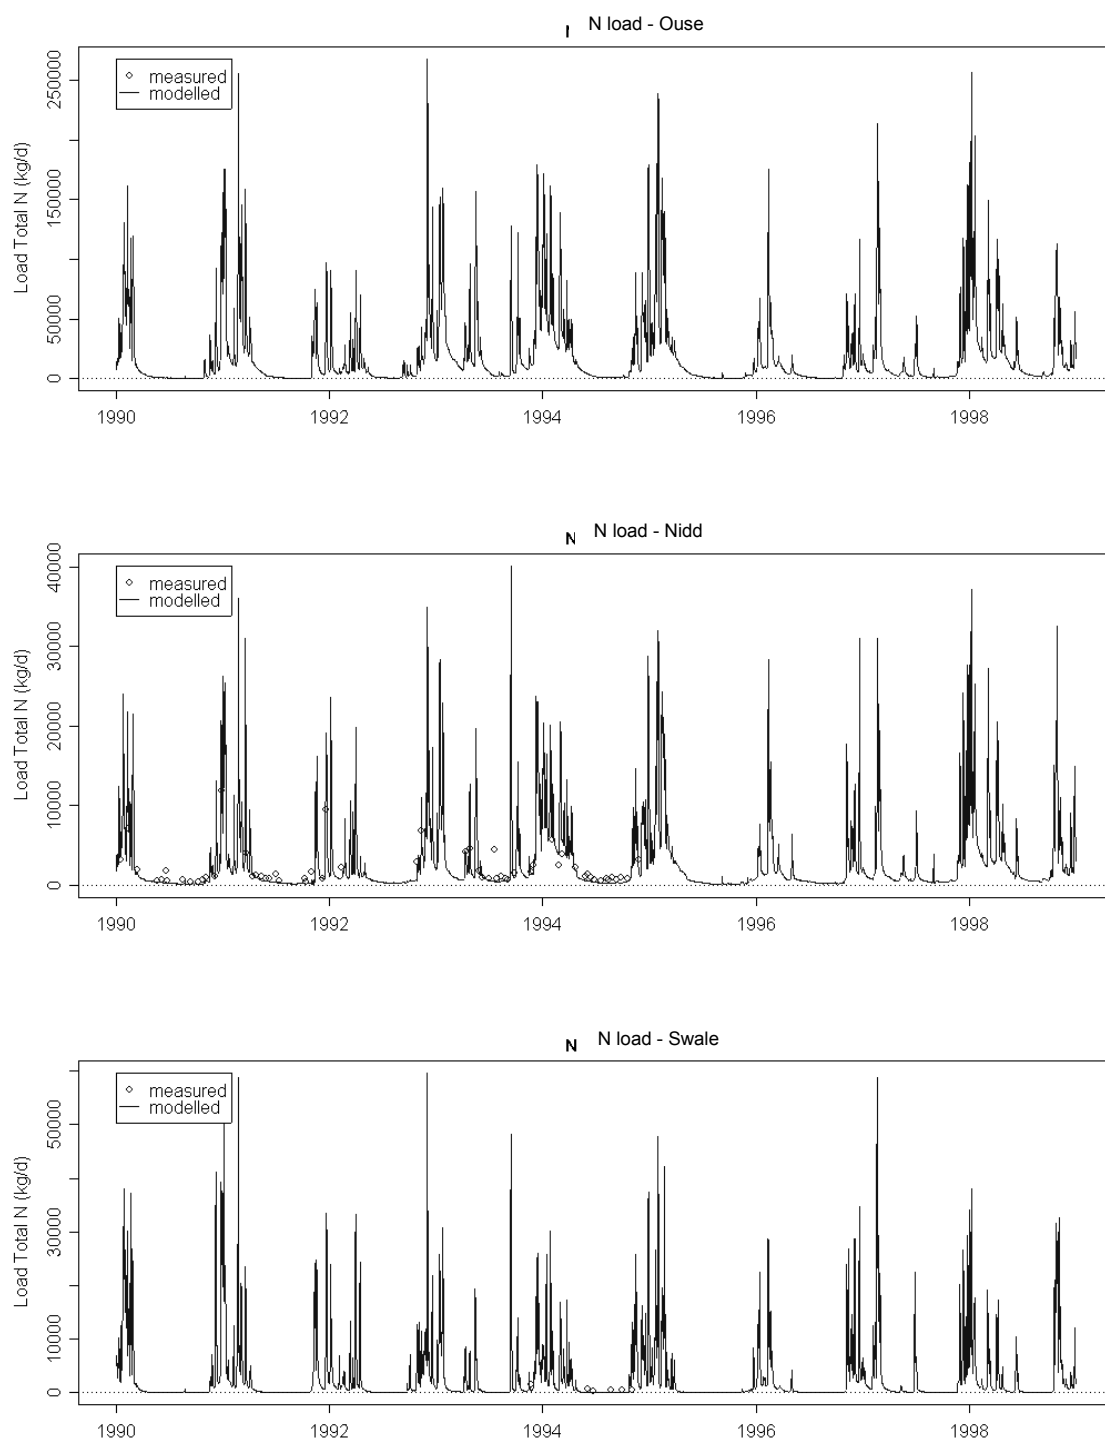 N load - Ouse
measured
modelled
Load Total N (kg/d)
250000
150000
50000
0
1990 1992 1994 1996 1998
N N load - Nidd
measured
modelled
Load Total N (kg/d)
40000
30000
20000
10000
0
1990 1992 1994 1996 1998
N N load - Swale
measured
modelled
Load Total N (kg/d)
50000
30000
10000
0
1990 1992 1994 1996 1998